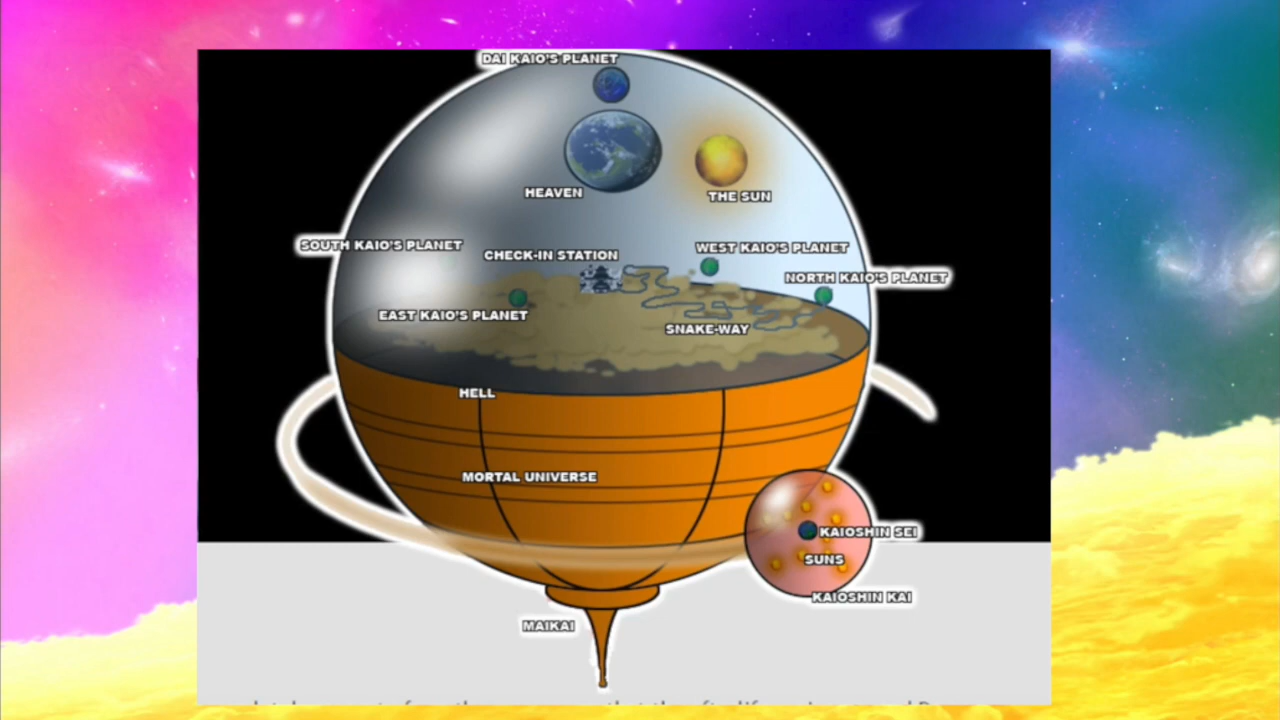 DAI KAIO'S PLANET
HEAVEN
THE SUN
SOUTH KAIO'S PLANET
CHECK-IN STATION
WEST KAIO'S PLANET
NORTH KAIO'S PLANET
EAST KAIO'S PLANET
SNAKE-WAY
HELL
MORTAL UNIVERSE
KAIOSHIN SEI
SUNS
KAIOSHIN KAI
MAIKAI